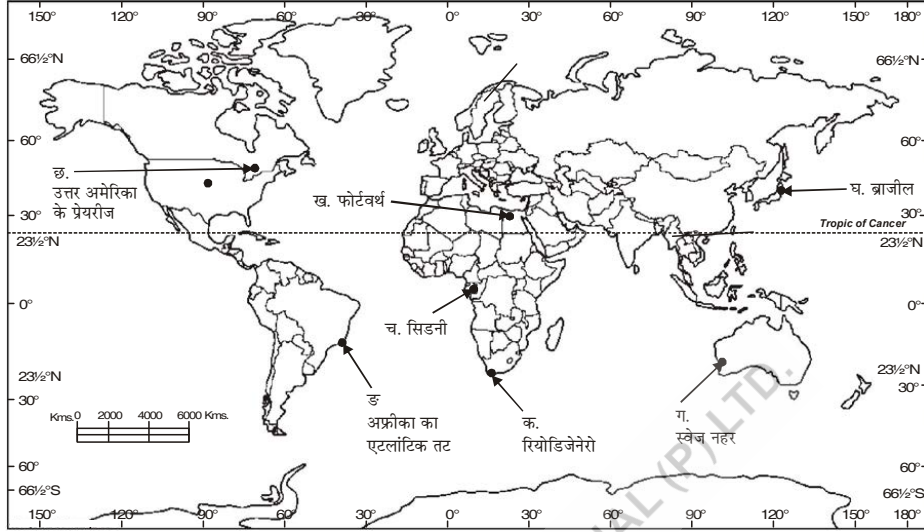 150° 120° 90° 60° 30° 0° 30° 60° 90° 120° 150° 180°
66½°N 66½°N
60° 60°
छ.
उत्तर अमेरिका
के प्रेयरीज
ख. फोर्टवर्थ
घ. ब्राजील
30° 30°
Tropic of Cancer
23½°N 23½°N
0° 0°
च. सिडनी
23½°N 23½°N
30° 30°
Kms. 0 2000 4000 6000 Kms.
ङ
अफ्रीका का
एटलांटिक तट
क.
रियोडिजेनेरो
ग.
स्वेज नहर
NAL (P) LTD.
60° 60°
66½°S 66½°S
150° 120° 90° 60° 30° 0° 30° 60° 90° 120° 150° 180°